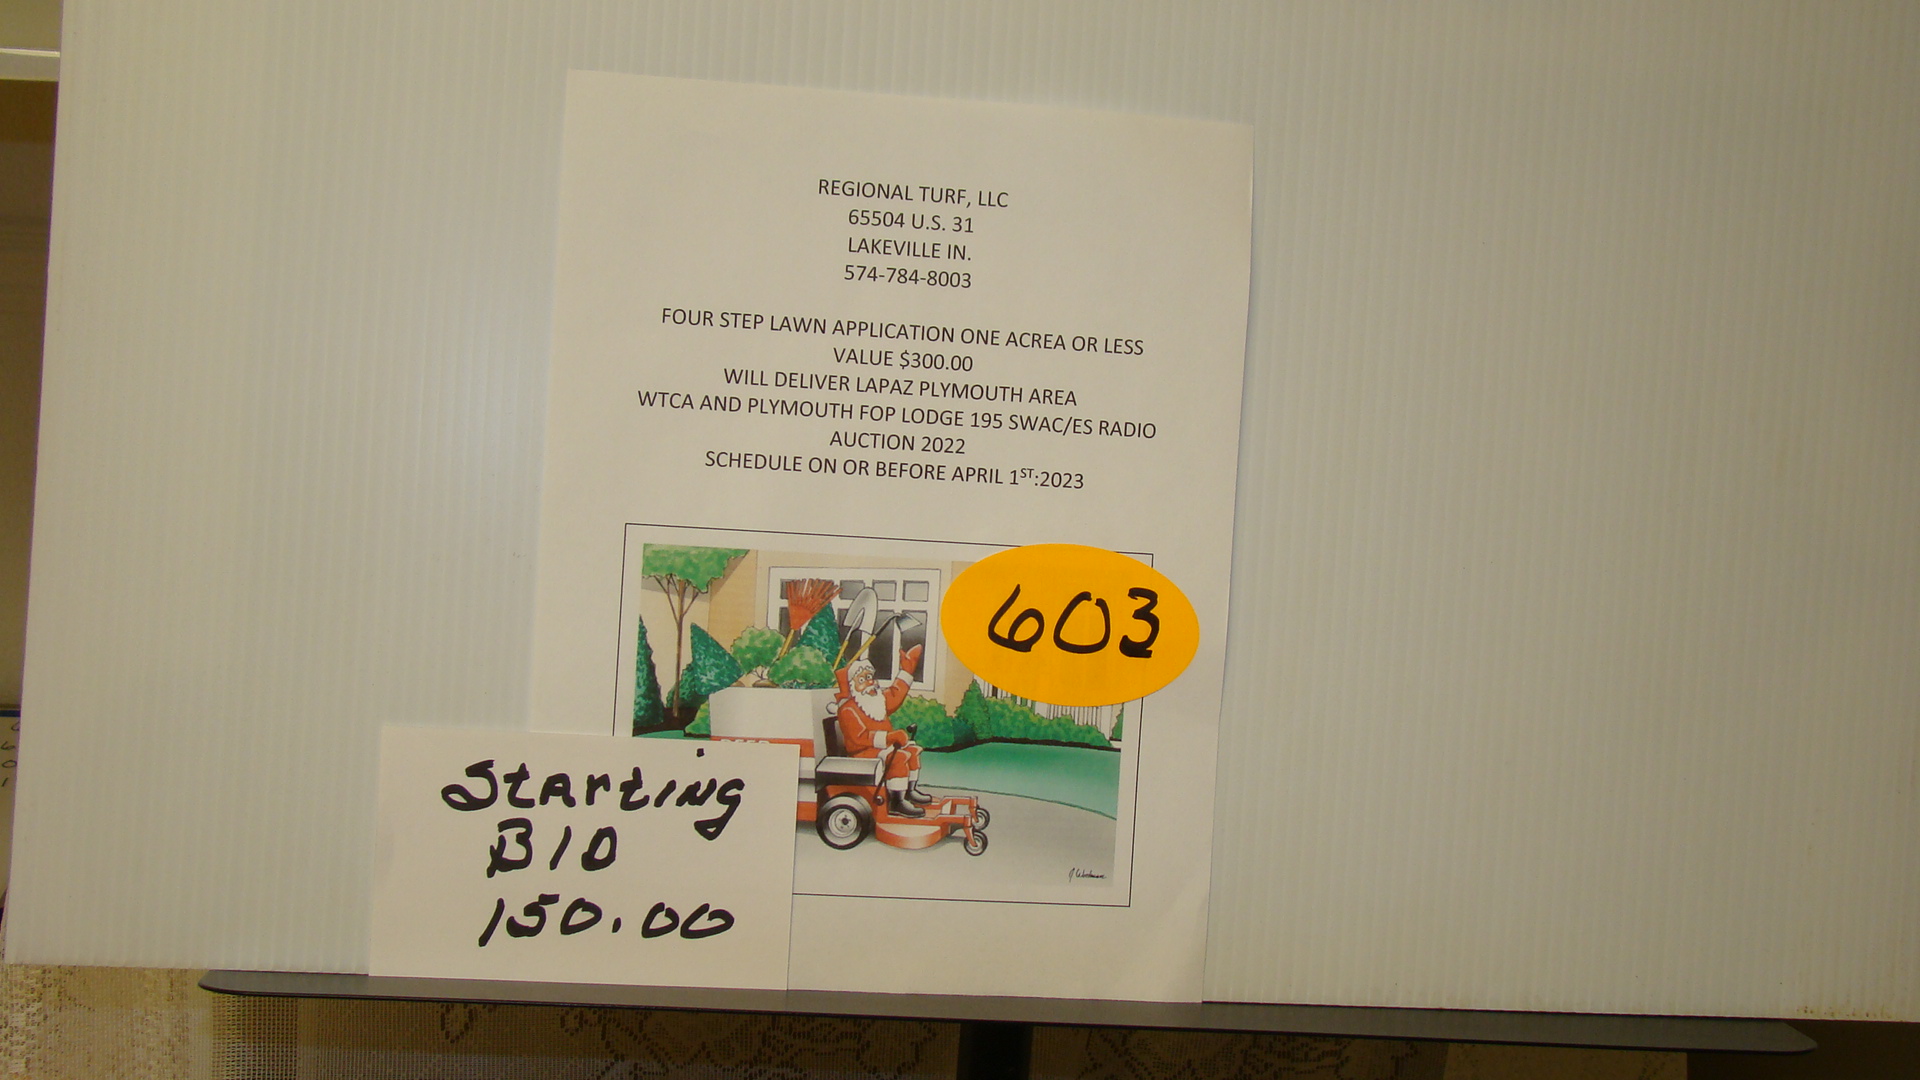 REGIONAL TURF, LLC
65504 U.S. 31
LAKEVILLE IN.
574-784-8003
FOUR STEP LAWN APPLICATION ONE ACREA OR LESS
VALUE $300.00
WILL DELIVER LAPAZ PLYMOUTH AREA
WTCA AND PLYMOUTH FOP LODGE 195 SWAC/ES RADIO
AUCTION 2022
SCHEDULE ON OR BEFORE APRIL 1ST:2023
603
Starting
BID
150.00